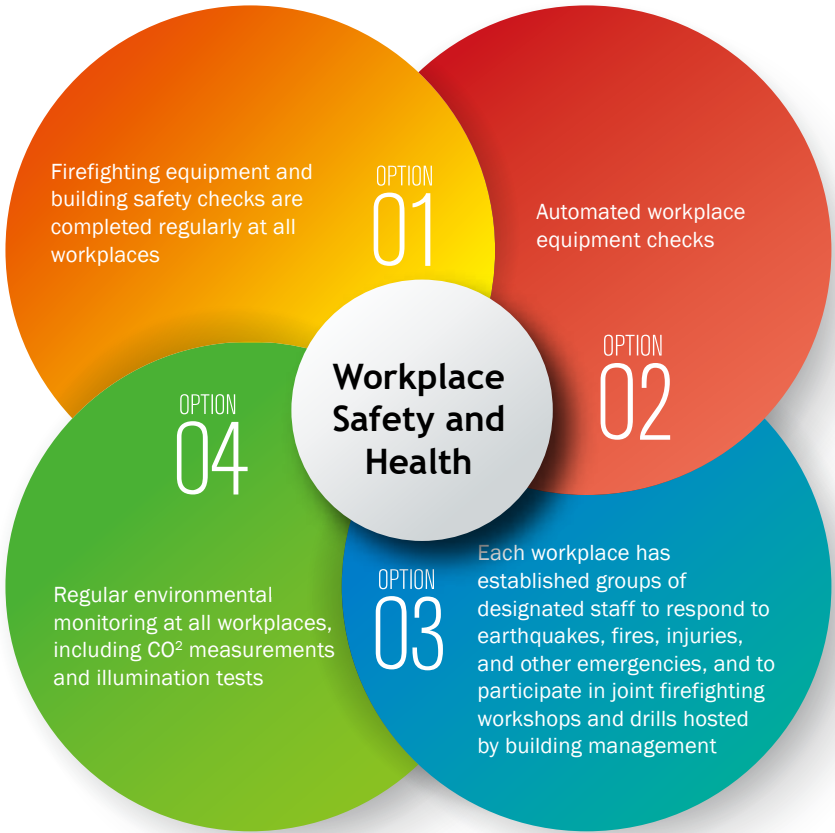 OPTION
01
Firefighting equipment and
building safety checks are
completed regularly at all
workplaces
OPTION
02
Automated workplace
equipment checks
Workplace
Safety and
Health
OPTION
03
Each workplace has
established groups of
designated staff to respond to
earthquakes, fires, injuries,
and other emergencies, and to
participate in joint firefighting
workshops and drills hosted
by building management
OPTION
04
Regular environmental
monitoring at all workplaces,
including CO² measurements
and illumination tests